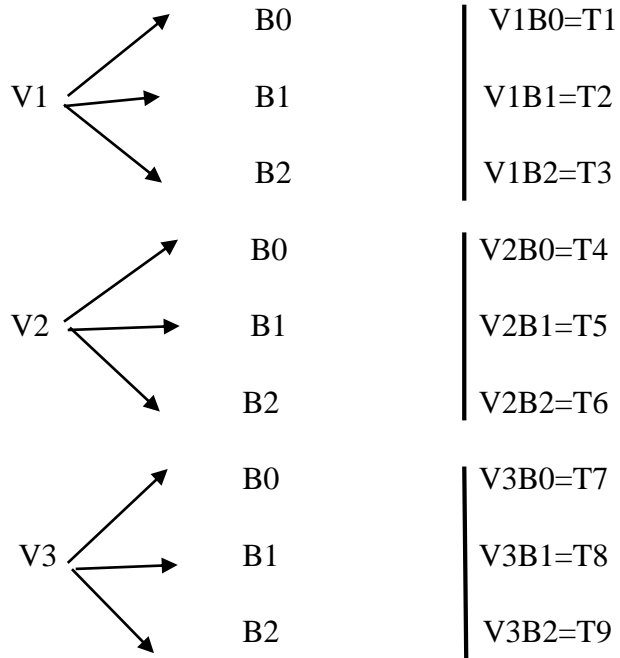 B0 V1B0=T1
V1 B1 V1B1=T2
B2 V1B2=T3
B0 V2B0=T4
V2 B1 V2B1=T5
B2 V2B2=T6
B0 V3B0=T7
V3 B1 V3B1=T8
B2 V3B2=T9